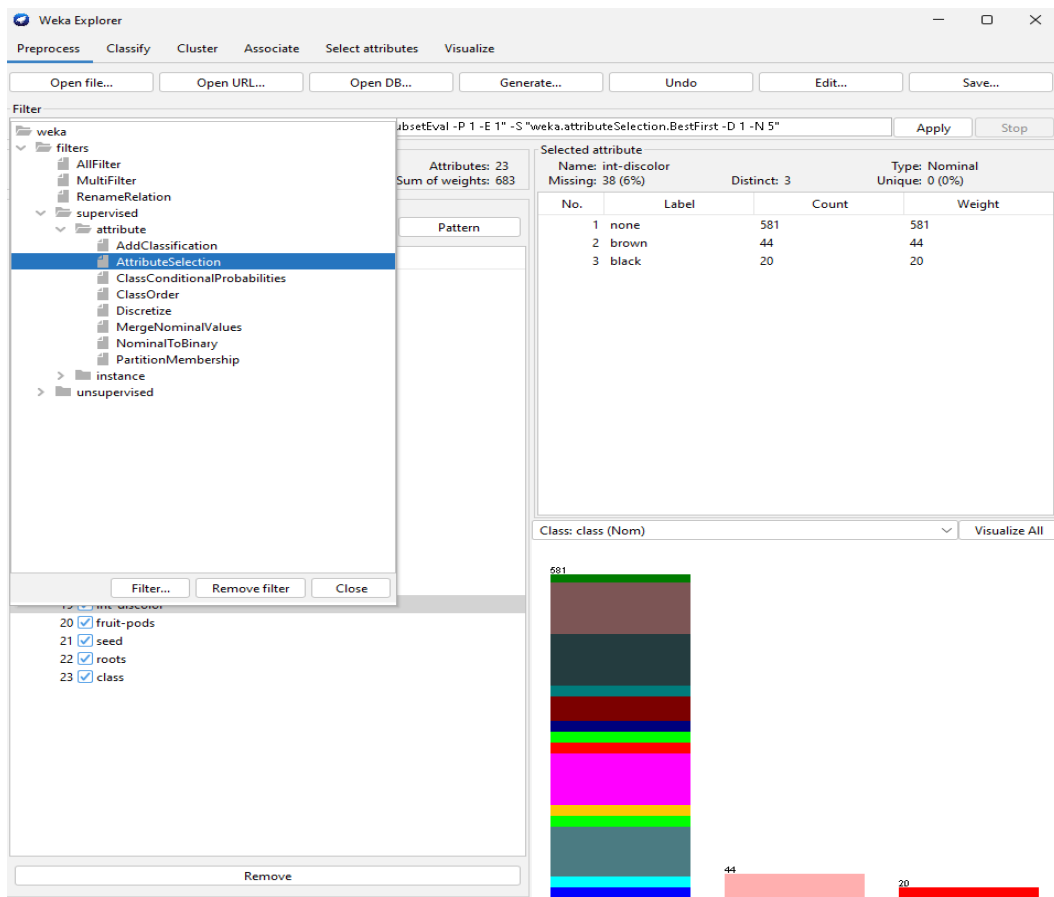 Weka Explorer
Preprocess Classify Cluster Associate Select attributes Visualize
Open file... Open URL... Open DB... Generate... Undo Edit... Save...
Filter
weka
filters
AllFilter
MultiFilter
RenameRelation
supervised
attribute
AddClassification
AttributeSelection
ClassConditionalProbabilities
ClassOrder
Discretize
MergeNominalValues
NominalToBinary
PartitionMembership
instance
unsupervised
Filter... Remove filter Close
ubsetEval -P 1 -E 1" -S "weka.attributeSelection.BestFirst -D 1 -N 5" Apply Stop
Attributes: 23
Sum of weights: 683
Pattern
19 int-discolor
20 fruit-pods
21 seed
22 roots
23 class
Remove
Selected attribute
Name: int-discolor Type: Nominal
Missing: 38 (6%) Distinct: 3 Unique: 0 (0%)
No. Label Count Weight
1 none 581 581
2 brown 44 44
3 black 20 20
Class: class (Nom) Visualize All
581
44
20